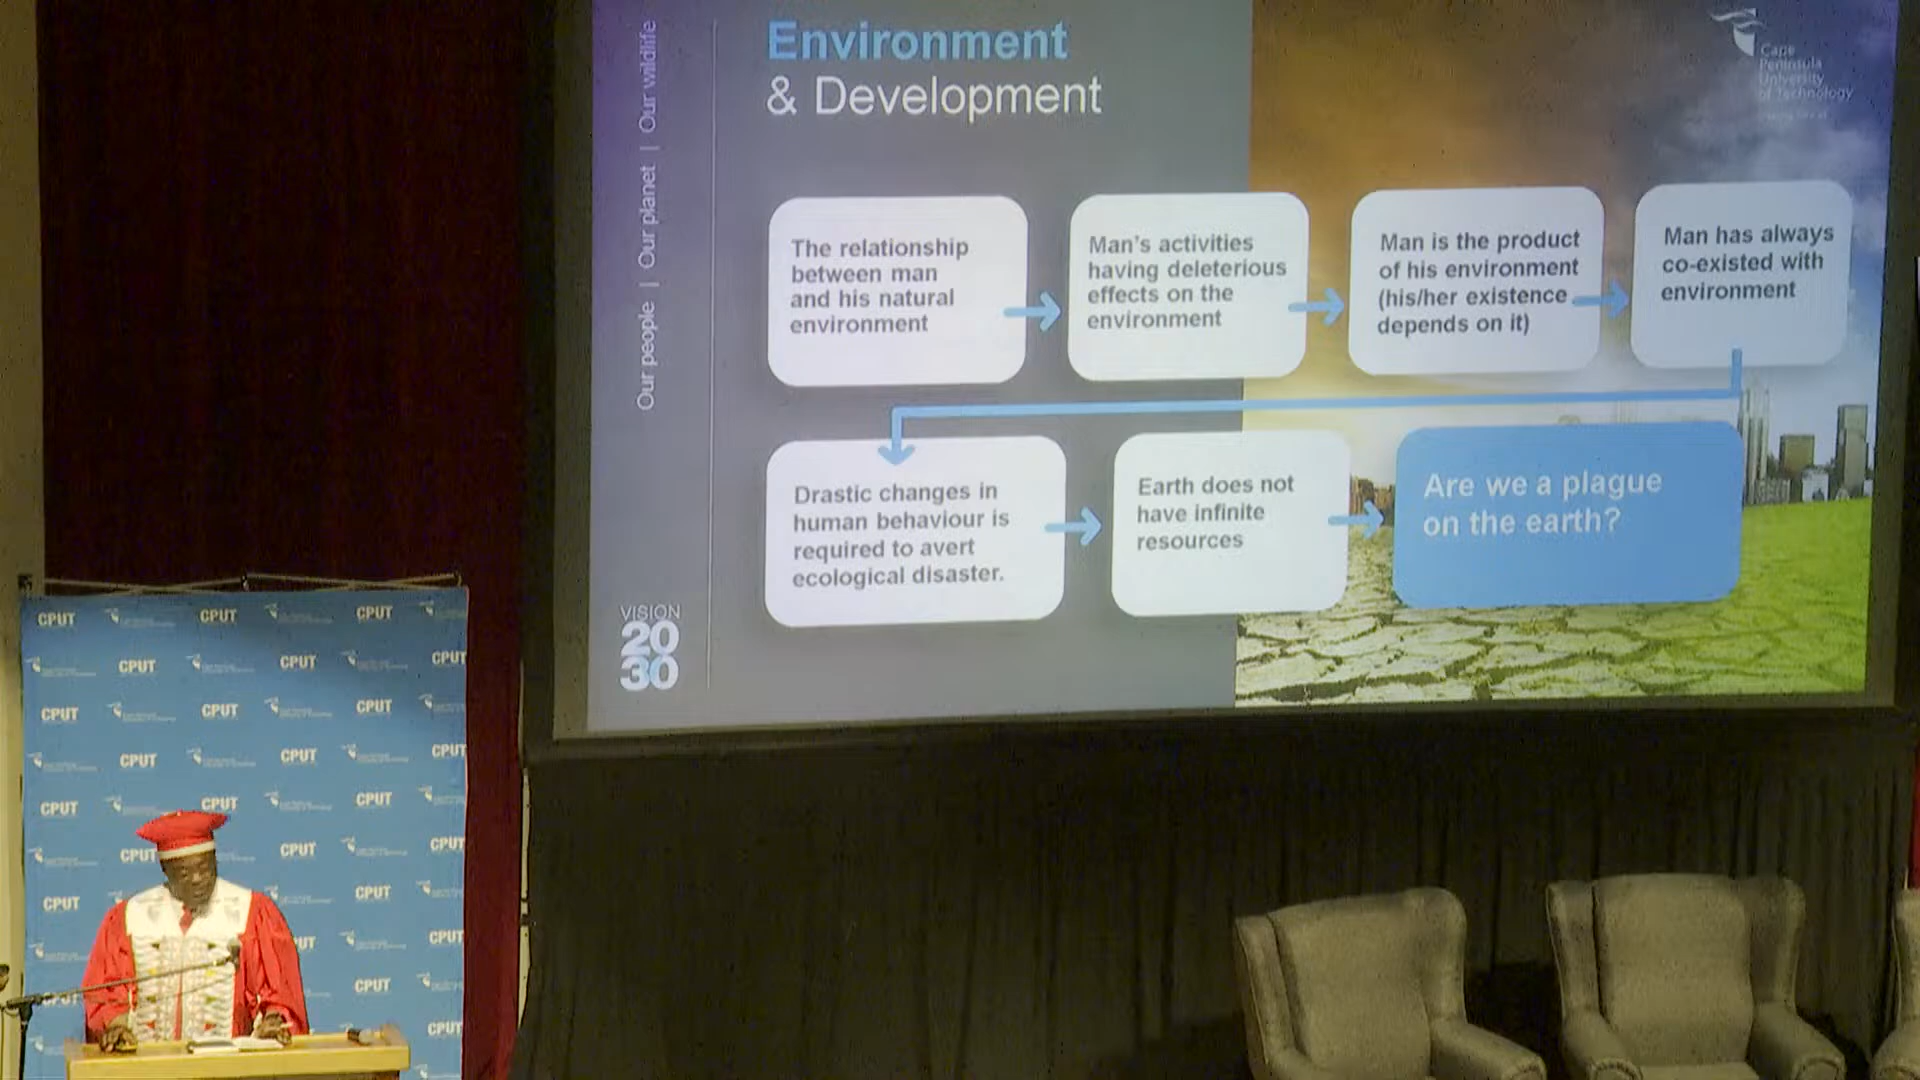 Environment
& Development
Our people | Our planet | Our wildlife
Cape
Peninsula
University
of Technology
The relationship
between man
and his natural
environment
Man's activities
having deleterious
effects on the
environment
Man is the product
of his environment
(his/her existence
depends on it)
Man has always
co-existed with
environment
Drastic changes in
human behaviour is
required to avert
ecological disaster.
Earth does not
have infinite
resources
Are we a plague
on the earth?
VISION
20
30
CPUT CPUT CPUT
CPUT CPUT CPUT
CPUT CPUT CPUT
CPUT CPUT CPUT
CPUT CPUT CPUT
CPUT CPUT CPUT
CPUT CPUT
UT CPUT
CPUT CPUT
CPUT